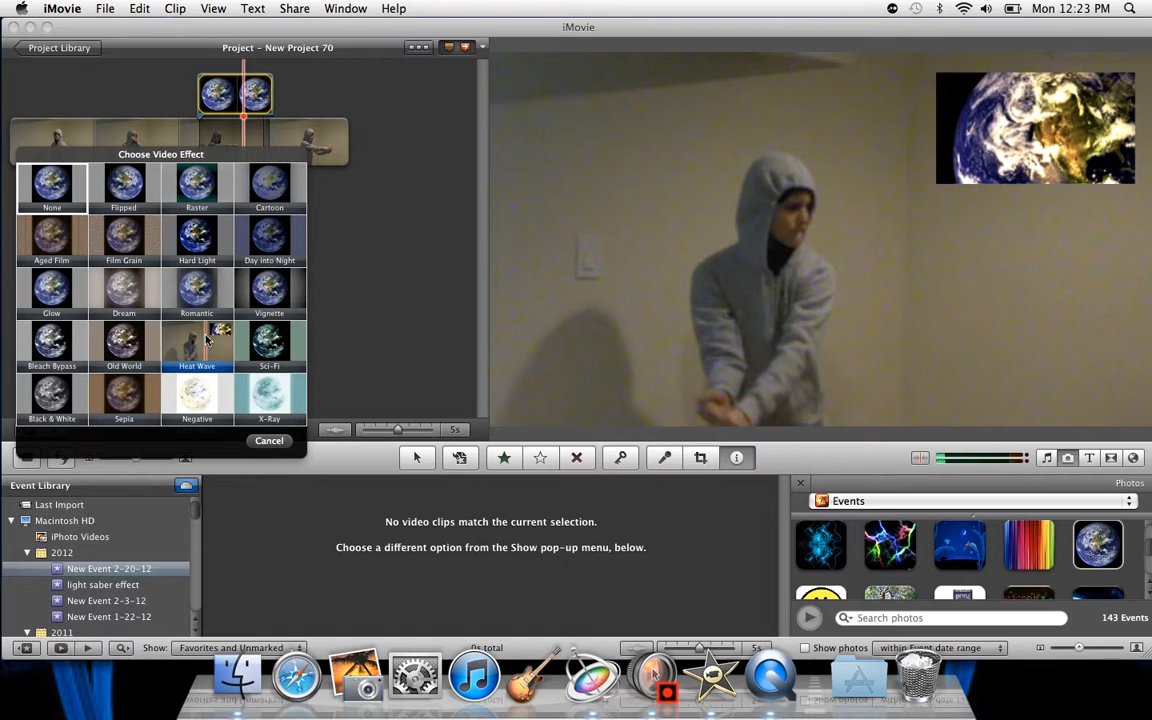 iMovie File Edit Clip View Text Share Window Help Mon 12:23 PM
iMovie
Project Library Project - New Project 70
Choose Video Effect
None Flipped Raster Cartoon
Aged Film Film Grain Hard Light Day into Night
Glow Dream Romantic Vignette
Bleach Bypass Old World Heat Wave Sci-Fi
Black & White Sepia Negative X-Ray
5s
Cancel
Event Library
Last Import
Macintosh HD
iPhoto Videos
2012
New Event 2-20-12
light saber effect
New Event 2-3-12
New Event 1-22-12
2011
No video clips match the current selection.
Choose a different option from the Show pop-up menu, below.
Photos
Events
Search photos 143 Events
Show: Favorites and Unmarked 0s total 5s Show photos within Event date range